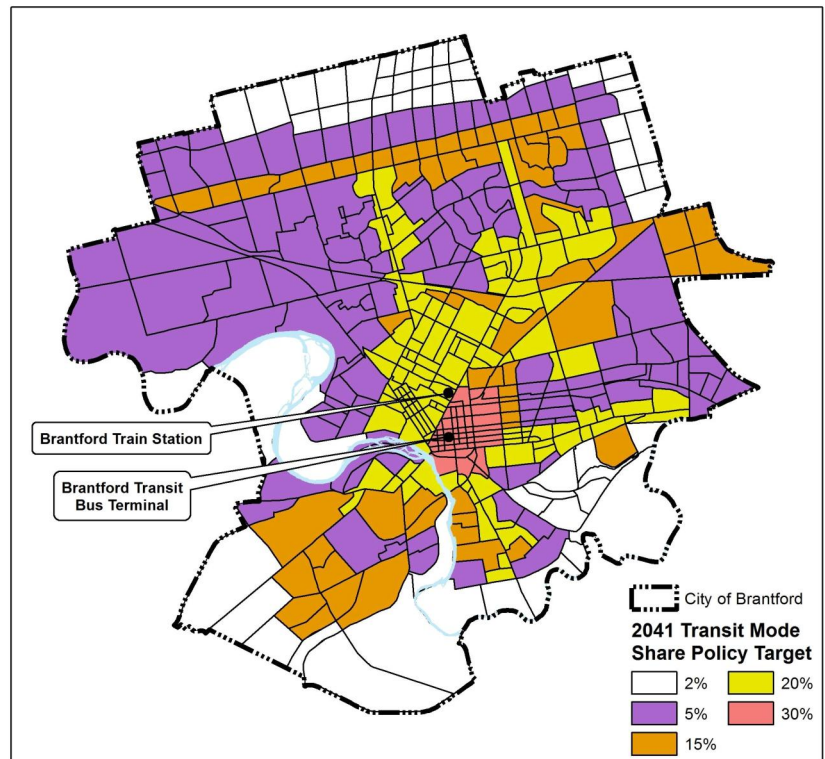 Brantford Train Station
Brantford Transit
Bus Terminal
City of Brantford
2041 Transit Mode
Share Policy Target
2%
20%
5%
30%
15%